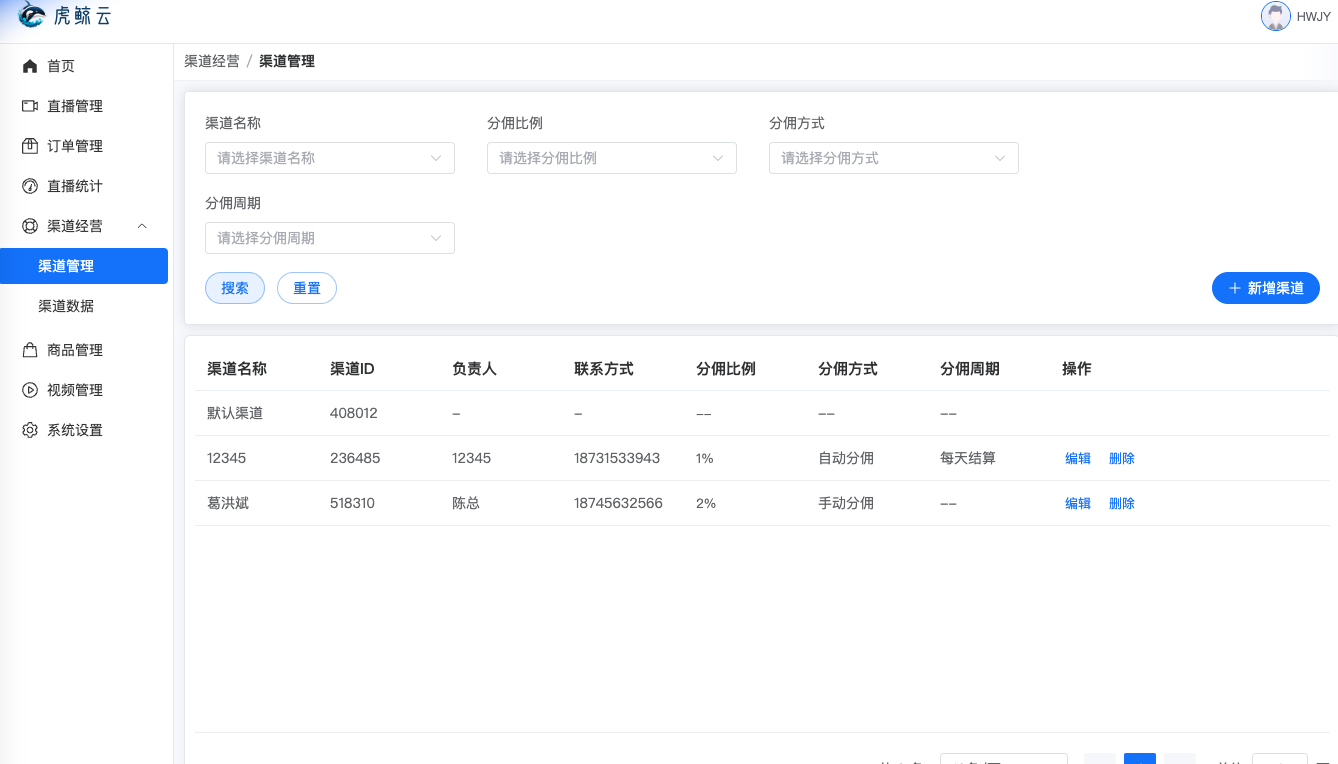 虎鲸云
HWJY
首页
直播管理
订单管理
直播统计
渠道经营
渠道管理
渠道数据
商品管理
视频管理
系统设置
渠道经营 / 渠道管理
渠道名称 分佣比例 分佣方式
请选择渠道名称 请选择分佣比例 请选择分佣方式
分佣周期
请选择分佣周期
搜索 重置 新增渠道
渠道名称 渠道ID 负责人 联系方式 分佣比例 分佣方式 分佣周期 操作
默认渠道 408012 – – –– –– ––
12345 236485 12345 18731533943 1% 自动分佣 每天结算 编辑 删除
葛洪斌 518310 陈总 18745632566 2% 手动分佣 –– 编辑 删除